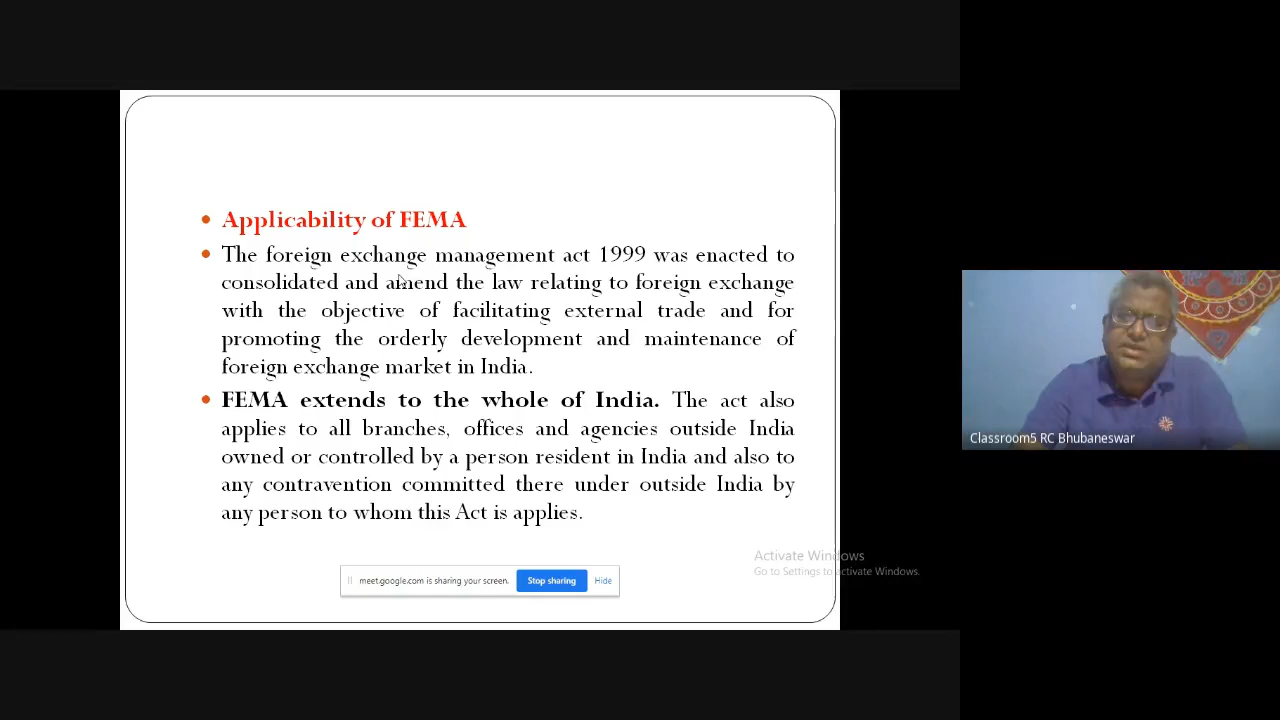 Applicability of FEMA
The foreign exchange management act 1999 was enacted to
consolidated and amend the law relating to foreign exchange
with the objective of facilitating external trade and for
promoting the orderly development and maintenance of
foreign exchange market in India.
FEMA extends to the whole of India. The act also
applies to all branches, offices and agencies outside India
owned or controlled by a person resident in India and also to
any contravention committed there under outside India by
any person to whom this Act is applies.
Activate Windows
Go to Settings to activate Windows.
meet.google.com is sharing your screen. Stop sharing Hide
Classroom5 RC Bhubaneswar